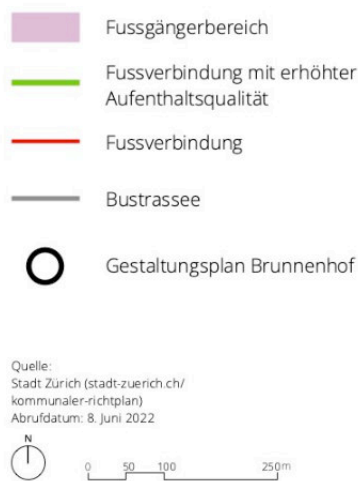 Fussgängerbereich
Fussverbindung mit erhöhter
Aufenthaltsqualität
Fussverbindung
Bustrassee
Gestaltungsplan Brunnenhof
Quelle:
Stadt Zürich (stadt-zuerich.ch/
kommunaler-richtplan)
Abrufdatum: 8. Juni 2022
N
0 50 100 250m